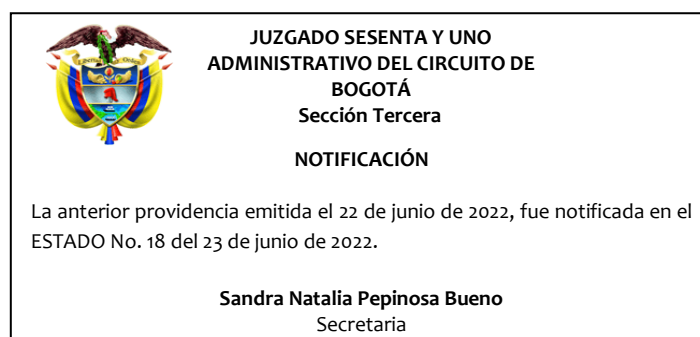 JUZGADO SESENTA Y UNO
ADMINISTRATIVO DEL CIRCUITO DE
BOGOTÁ
Sección Tercera
NOTIFICACIÓN
La anterior providencia emitida el 22 de junio de 2022, fue notificada en el
ESTADO No. 18 del 23 de junio de 2022.
Sandra Natalia Pepinosa Bueno
Secretaria